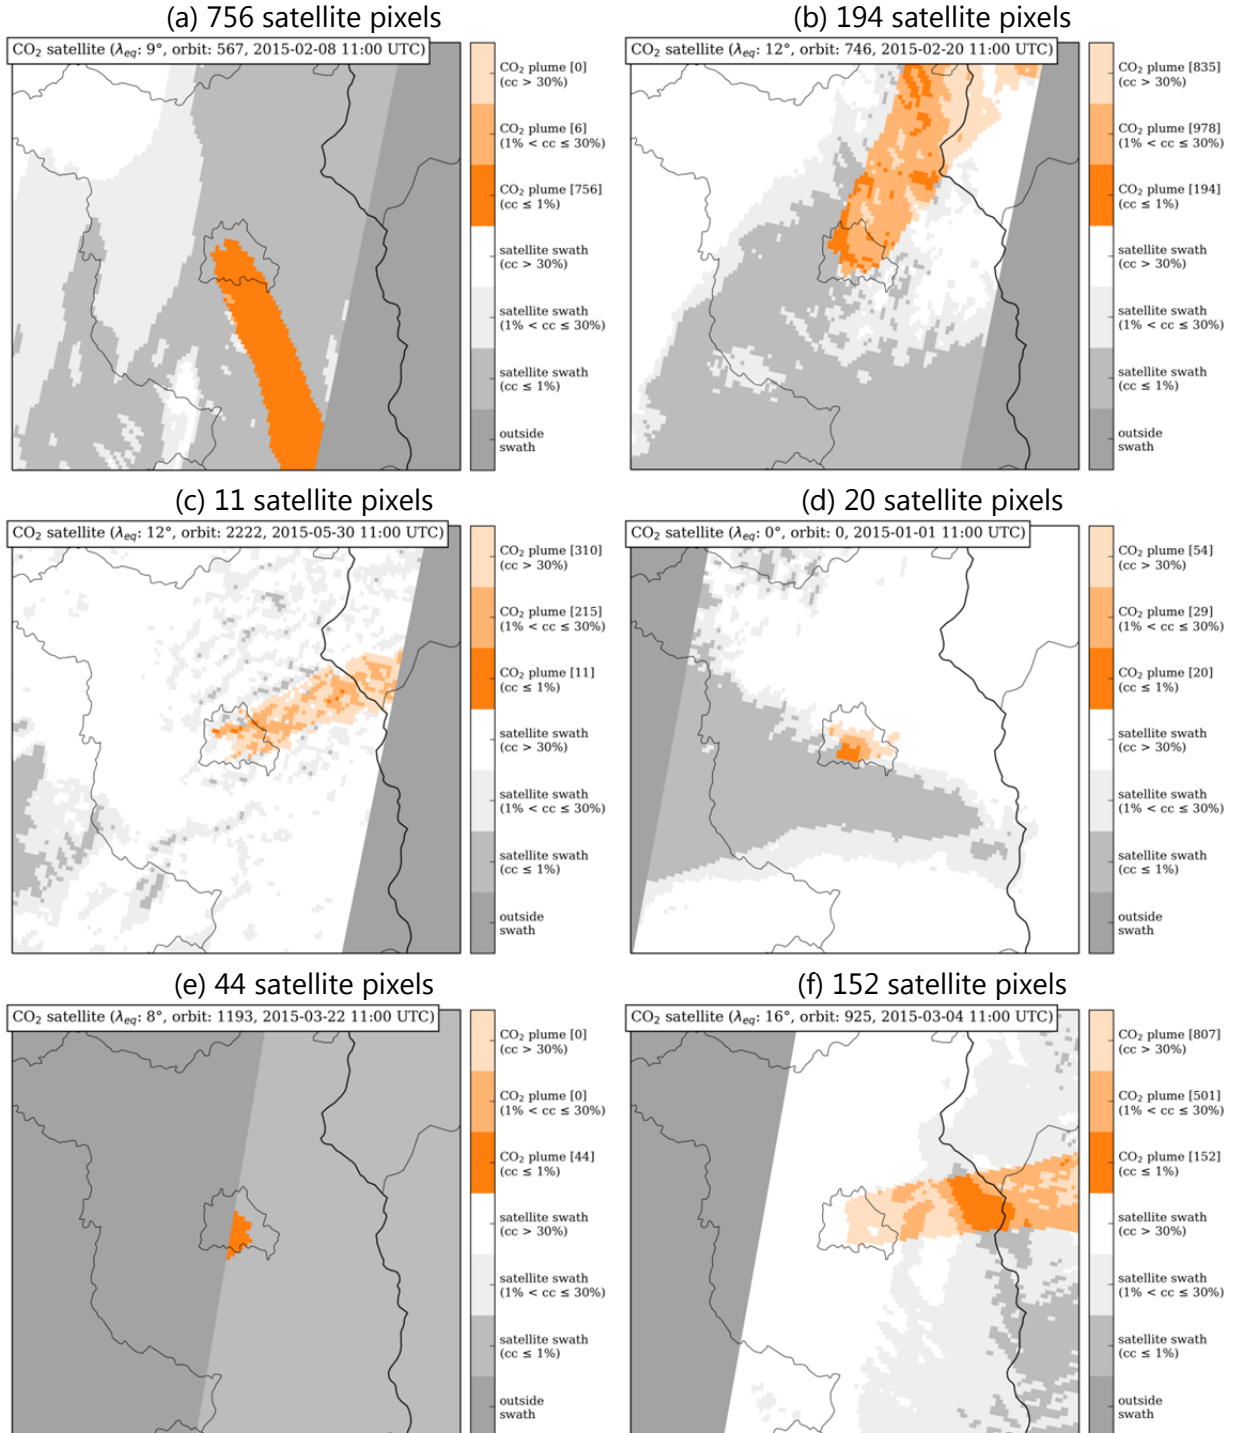 (a) 756 satellite pixels
CO₂ satellite (λeq: 9°, orbit: 567, 2015-02-08 11:00 UTC)
CO₂ plume [0]
(cc > 30%)
CO₂ plume [6]
(1% < cc ≤ 30%)
CO₂ plume [756]
(cc ≤ 1%)
satellite swath
(cc > 30%)
satellite swath
(1% < cc ≤ 30%)
satellite swath
(cc ≤ 1%)
outside
swath
(b) 194 satellite pixels
CO₂ satellite (λeq: 12°, orbit: 746, 2015-02-20 11:00 UTC)
CO₂ plume [835]
(cc > 30%)
CO₂ plume [978]
(1% < cc ≤ 30%)
CO₂ plume [194]
(cc ≤ 1%)
satellite swath
(cc > 30%)
satellite swath
(1% < cc ≤ 30%)
satellite swath
(cc ≤ 1%)
outside
swath
(c) 11 satellite pixels
CO₂ satellite (λeq: 12°, orbit: 2222, 2015-05-30 11:00 UTC)
CO₂ plume [310]
(cc > 30%)
CO₂ plume [215]
(1% < cc ≤ 30%)
CO₂ plume [11]
(cc ≤ 1%)
satellite swath
(cc > 30%)
satellite swath
(1% < cc ≤ 30%)
satellite swath
(cc ≤ 1%)
outside
swath
(d) 20 satellite pixels
CO₂ satellite (λeq: 0°, orbit: 0, 2015-01-01 11:00 UTC)
CO₂ plume [54]
(cc > 30%)
CO₂ plume [29]
(1% < cc ≤ 30%)
CO₂ plume [20]
(cc ≤ 1%)
satellite swath
(cc > 30%)
satellite swath
(1% < cc ≤ 30%)
satellite swath
(cc ≤ 1%)
outside
swath
(e) 44 satellite pixels
CO₂ satellite (λeq: 8°, orbit: 1193, 2015-03-22 11:00 UTC)
CO₂ plume [0]
(cc > 30%)
CO₂ plume [0]
(1% < cc ≤ 30%)
CO₂ plume [44]
(cc ≤ 1%)
satellite swath
(cc > 30%)
satellite swath
(1% < cc ≤ 30%)
satellite swath
(cc ≤ 1%)
outside
swath
(f) 152 satellite pixels
CO₂ satellite (λeq: 16°, orbit: 925, 2015-03-04 11:00 UTC)
CO₂ plume [807]
(cc > 30%)
CO₂ plume [501]
(1% < cc ≤ 30%)
CO₂ plume [152]
(cc ≤ 1%)
satellite swath
(cc > 30%)
satellite swath
(1% < cc ≤ 30%)
satellite swath
(cc ≤ 1%)
outside
swath